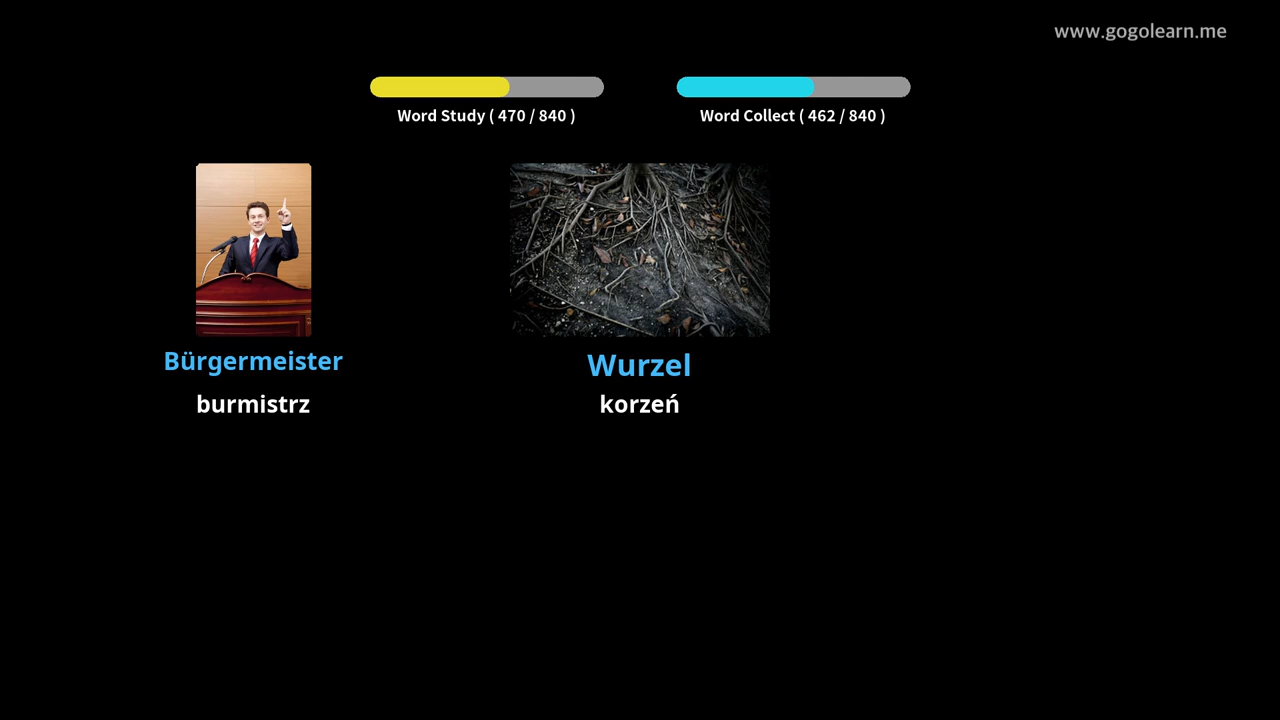 www.gogolearn.me
Word Study ( 470 / 840 )
Word Collect ( 462 / 840 )
Bürgermeister
burmistrz
Wurzel
korzeń